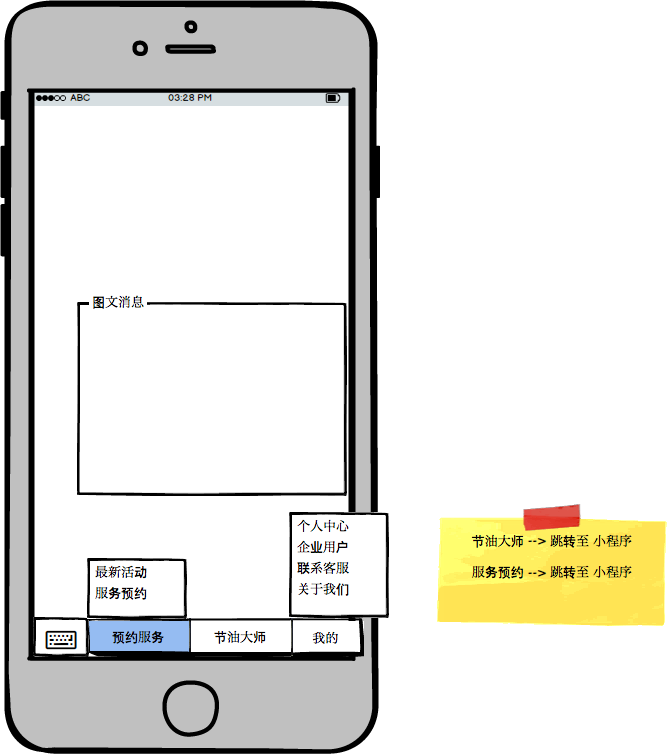 ABC 03:28 PM
图文消息
个人中心
企业用户
联系客服
关于我们
最新活动
服务预约
预约服务 节油大师 我的
节油大师 --> 跳转至 小程序
服务预约 --> 跳转至 小程序